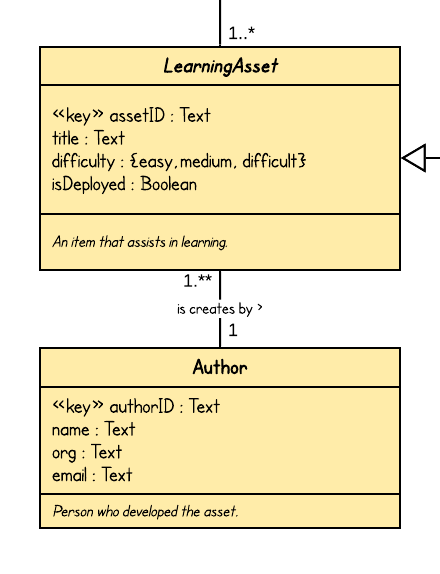 1..*
LearningAsset
«key» assetID : Text
title : Text
difficulty : {easy, medium, difficult}
isDeployed : Boolean
An item that assists in learning.
1.**
is creates by >
1
Author
«key» authorID : Text
name : Text
org : Text
email : Text
Person who developed the asset.